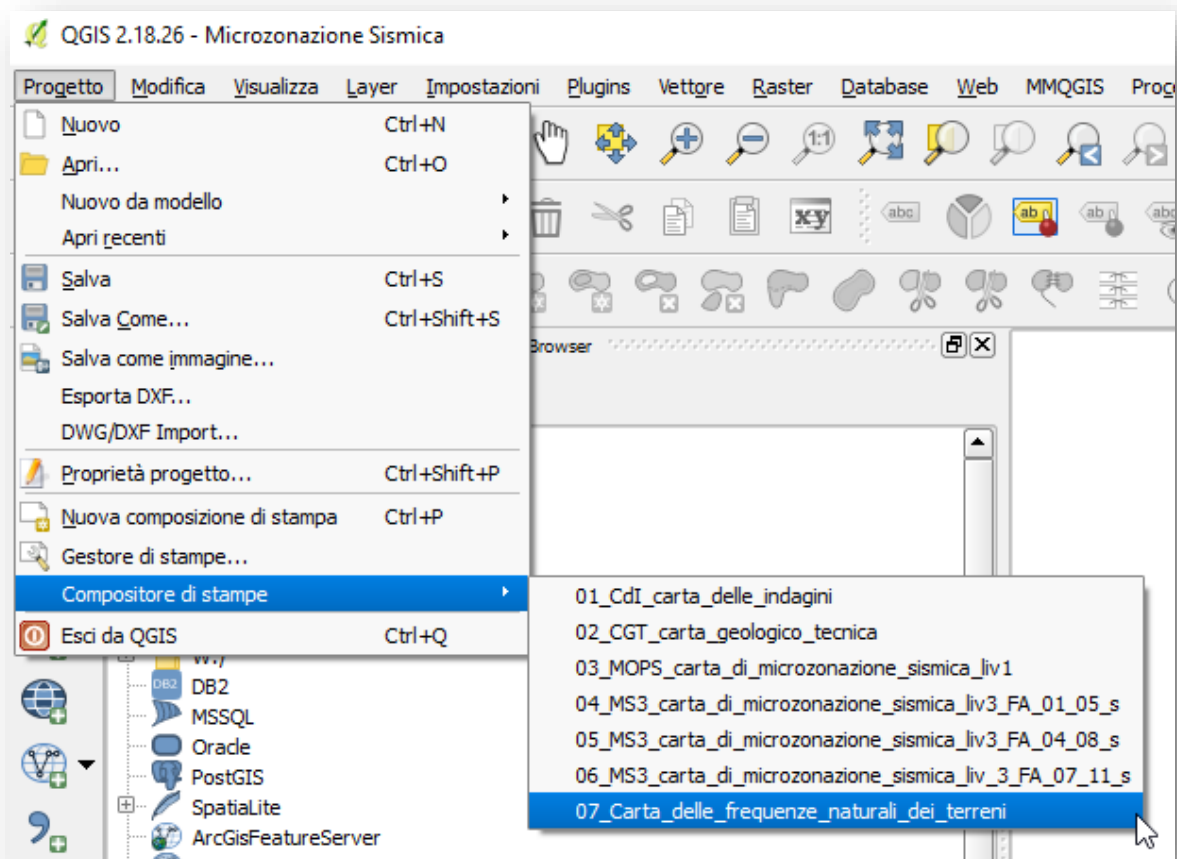 QGIS 2.18.26 - Microzonazione Sismica
Progetto Modifica Visualizza Layer Impostazioni Plugins Vettore Raster Database Web MMQGIS
Nuovo Ctrl+N
Apri... Ctrl+O
Nuovo da modello
Apri recenti
Salva Ctrl+S
Salva Come... Ctrl+Shift+S
Salva come immagine...
Esporta DXF...
DWG/DXF Import...
Proprietà progetto... Ctrl+Shift+P
Nuova composizione di stampa Ctrl+P
Gestore di stampe...
Compositore di stampe
Esci da QGIS Ctrl+Q
1:1
abc
ab
ab
abc
Browser
01_CdI_carta_delle_indagini
02_CGT_carta_geologico_tecnica
03_MOPS_carta_di_microzonazione_sismica_liv1
04_MS3_carta_di_microzonazione_sismica_liv3_FA_01_05_s
05_MS3_carta_di_microzonazione_sismica_liv3_FA_04_08_s
06_MS3_carta_di_microzonazione_sismica_liv_3_FA_07_11_s
07_Carta_delle_frequenze_naturali_dei_terreni
DB2 DB2
MSSQL
Oracle
PostGIS
SpatiaLite
ArcGisFeatureServer